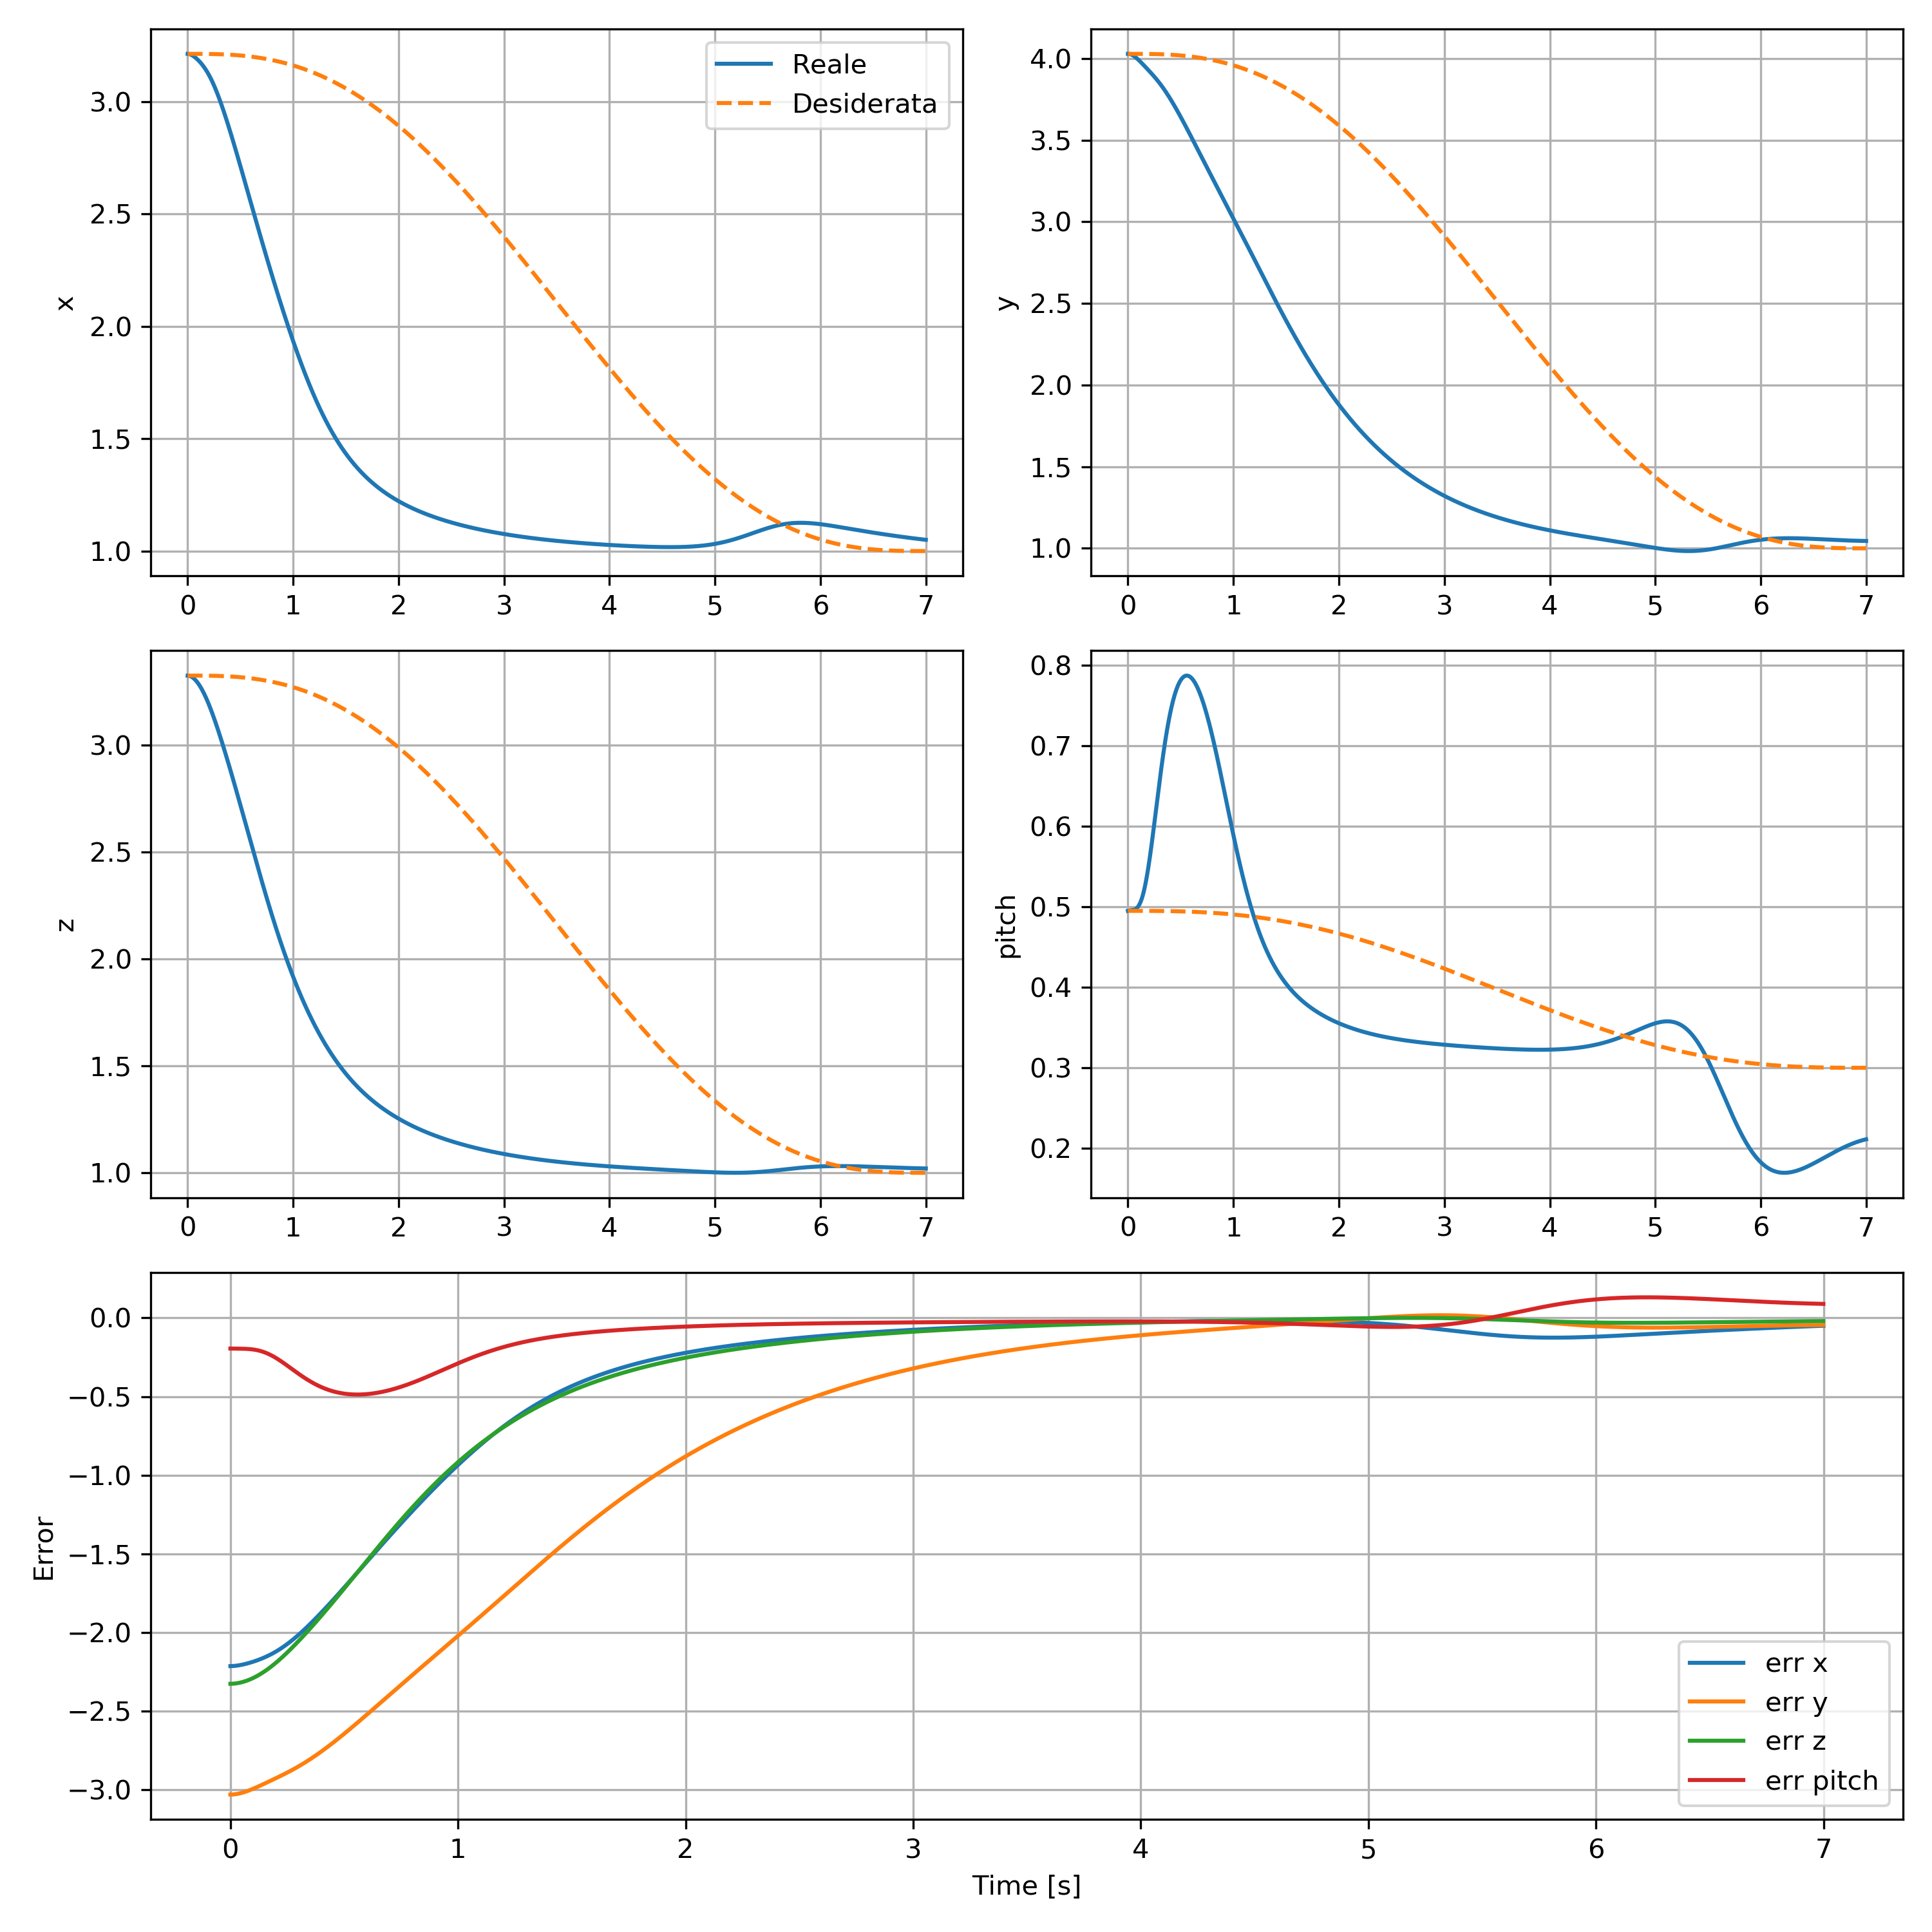 x
3.0
2.5
2.0
1.5
1.0
0 1 2 3 4 5 6 7
Reale
Desiderata
y
4.0
3.5
3.0
2.5
2.0
1.5
1.0
0 1 2 3 4 5 6 7
z
3.0
2.5
2.0
1.5
1.0
0 1 2 3 4 5 6 7
pitch
0.8
0.7
0.6
0.5
0.4
0.3
0.2
0 1 2 3 4 5 6 7
Error
0.0
−0.5
−1.0
−1.5
−2.0
−2.5
−3.0
err x
err y
err z
err pitch
0 1 2 3 4 5 6 7
Time [s]